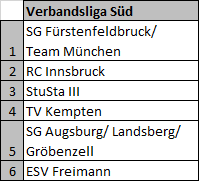 Verbandsliga Süd
SG Fürstenfeldbruck/
1 Team München
2 RC Innsbruck
3 StuSta III
4 TV Kempten
SG Augsburg/ Landsberg/
5 Gröbenzell
6 ESV Freimann